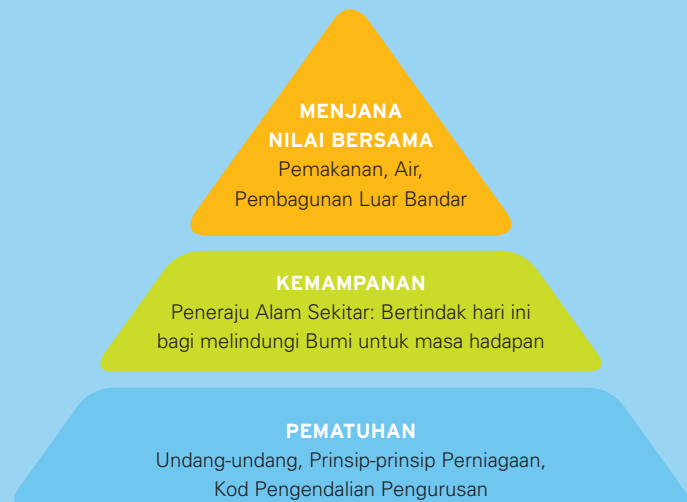 MENJANA
NILAI BERSAMA
Pemakanan, Air,
Pembagunan Luar Bandar
KEMAMPANAN
Peneraju Alam Sekitar: Bertindak hari ini
bagi melindungi Bumi untuk masa hadapan
PEMATUHAN
Undang-undang, Prinsip-prinsip Perniagaan,
Kod Pengendalian Pengurusan